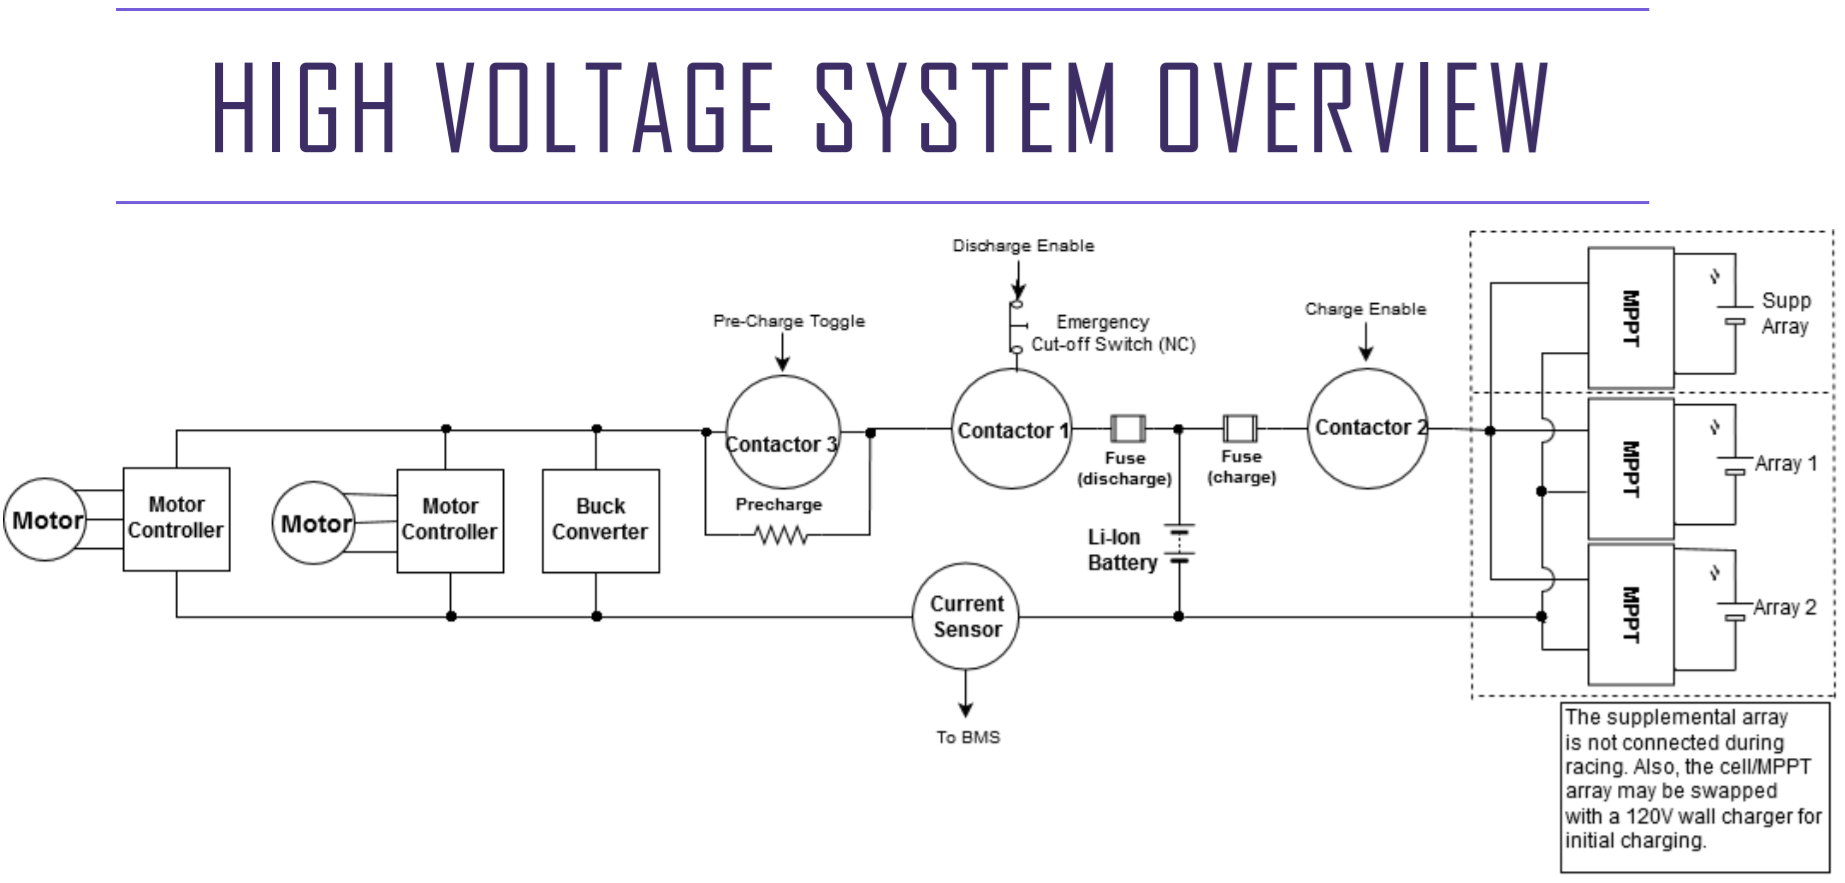 HIGH VOLTAGE SYSTEM OVERVIEW
Discharge Enable
Pre-Charge Toggle
Emergency
Cut-off Switch (NC)
Charge Enable
MPPT
Supp
Array
Contactor 3
Contactor 1
Contactor 2
Fuse
(discharge)
Fuse
(charge)
MPPT
Array 1
Motor
Motor
Controller
Motor
Motor
Controller
Buck
Converter
Precharge
Li-Ion
Battery
Current
Sensor
MPPT
Array 2
To BMS
The supplemental array
is not connected during
racing. Also, the cell/MPPT
array may be swapped
with a 120V wall charger for
initial charging.